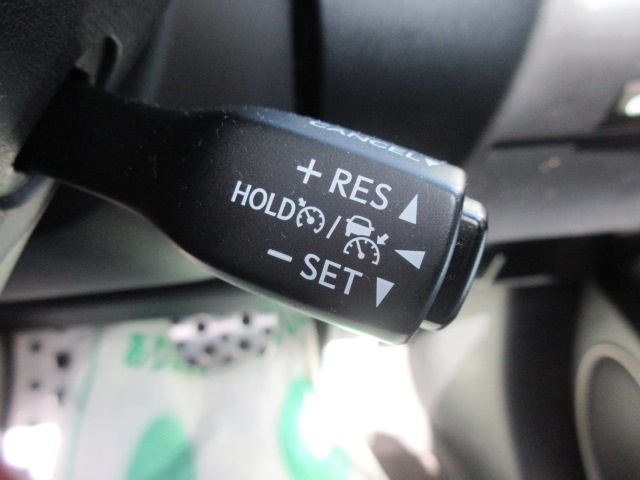 CANCEL
+ RES ▲
HOLD / ◀
− SET ▼